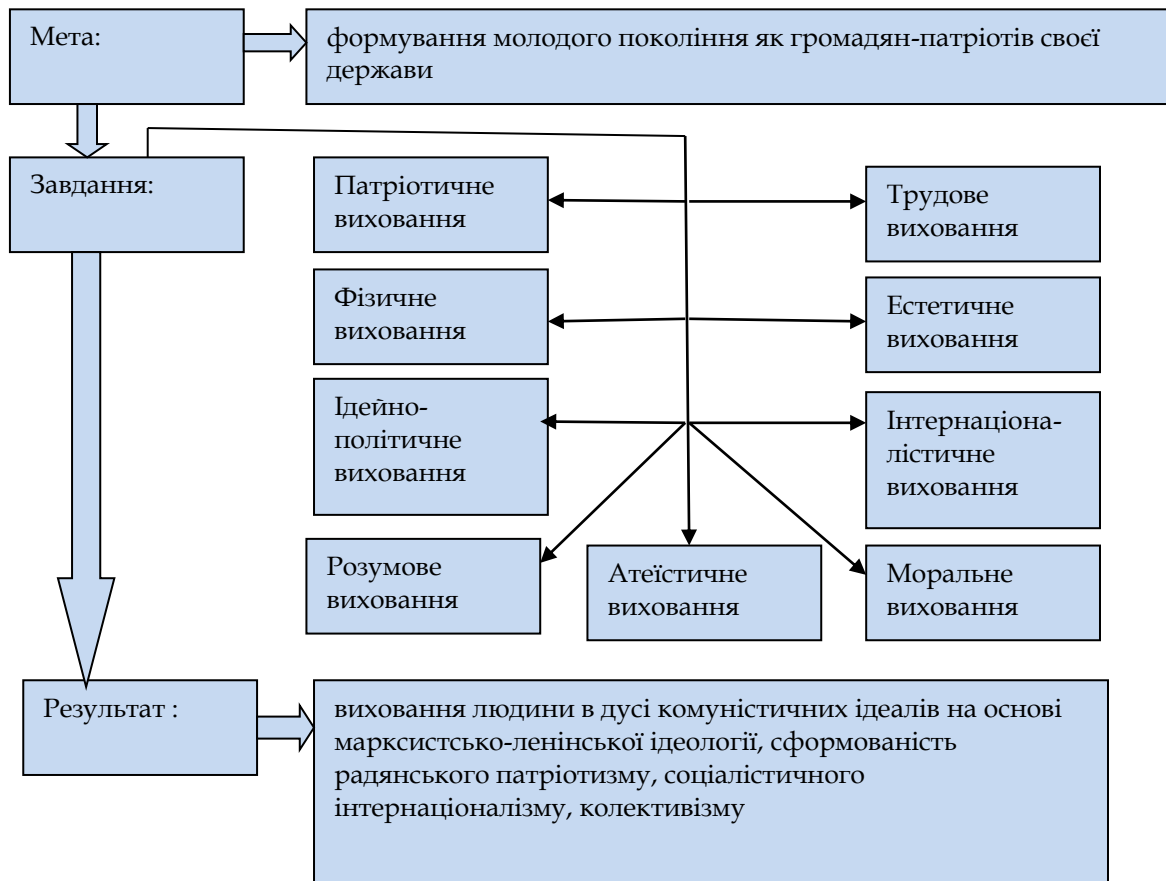 Мета:
формування молодого покоління як громадян-патріотів своєї
держави
Завдання:
Патріотичне
виховання
Трудове
виховання
Фізичне
виховання
Естетичне
виховання
Ідейно-
політичне
виховання
Інтернаціона-
лістичне
виховання
Розумове
виховання
Атеїстичне
виховання
Моральне
виховання
Результат :
виховання людини в дусі комуністичних ідеалів на основі
марксистсько-ленінської ідеології, сформованість
радянського патріотизму, соціалістичного
інтернаціоналізму, колективізму